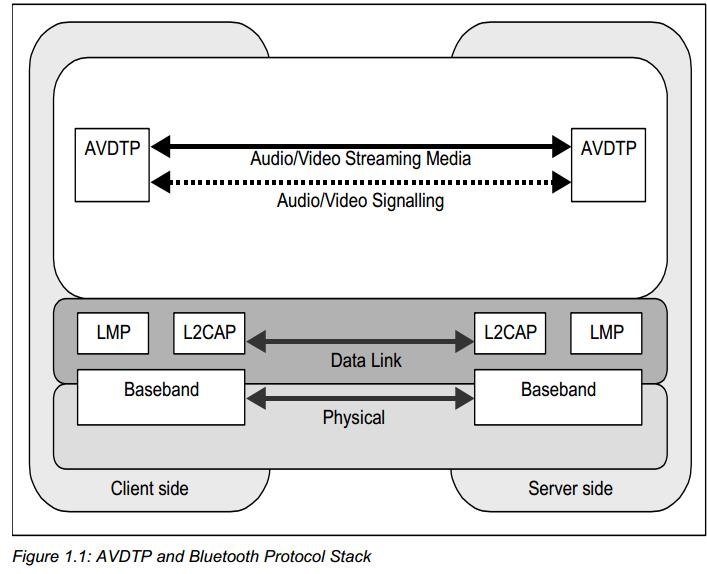 AVDTP
AVDTP
Audio/Video Streaming Media
Audio/Video Signalling
LMP
L2CAP
L2CAP
LMP
Data Link
Baseband
Baseband
Physical
Client side
Server side
Figure 1.1: AVDTP and Bluetooth Protocol Stack